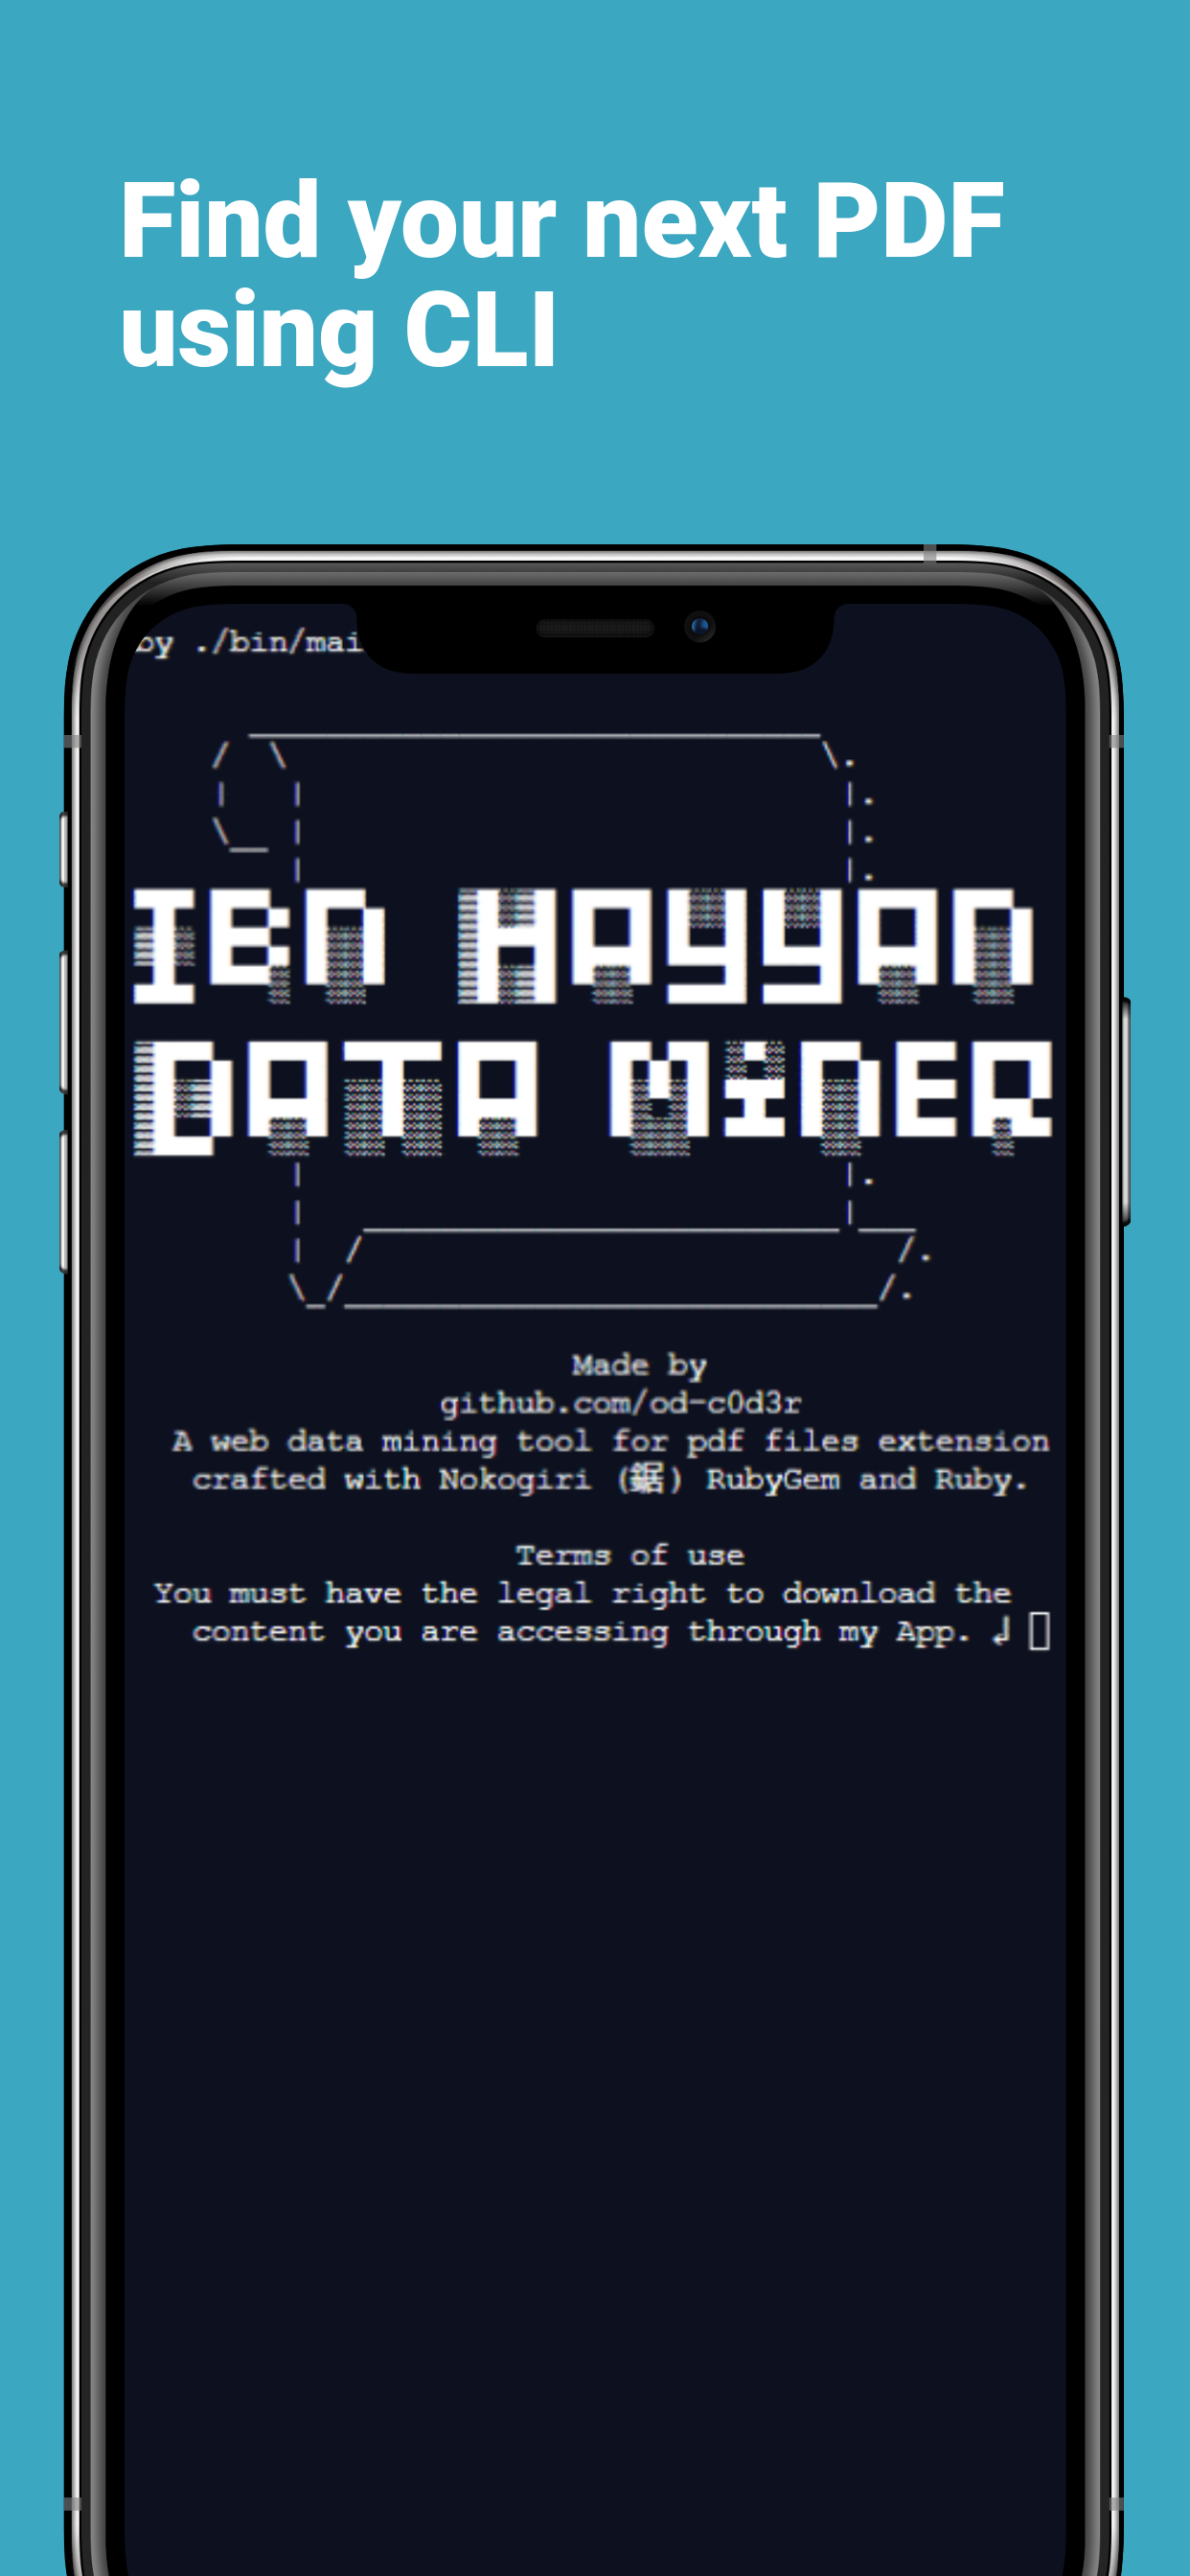 Find your next PDF
using CLI
by ./bin/mai
IBN HAYYAN
DATA MINER
Made by
github.com/od-c0d3r
A web data mining tool for pdf files extension
crafted with Nokogiri (鋸) RubyGem and Ruby.
Terms of use
You must have the legal right to download the
content you are accessing through my App. ↲